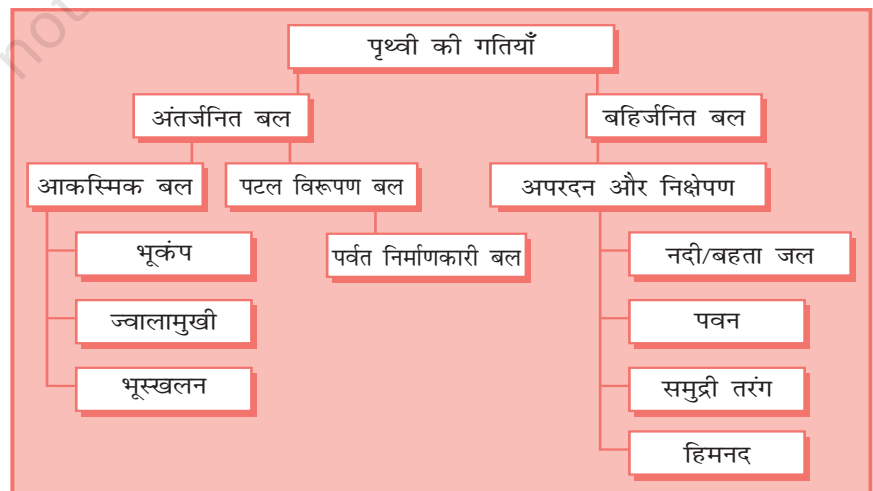 पृथ्वी की गतियाँ
अंतर्जनित बल
बहिर्जनित बल
आकस्मिक बल
पटल विरूपण बल
अपरदन और निक्षेपण
भूकंप
पर्वत निर्माणकारी बल
नदी/बहता जल
ज्वालामुखी
पवन
भूस्खलन
समुद्री तरंग
हिमनद